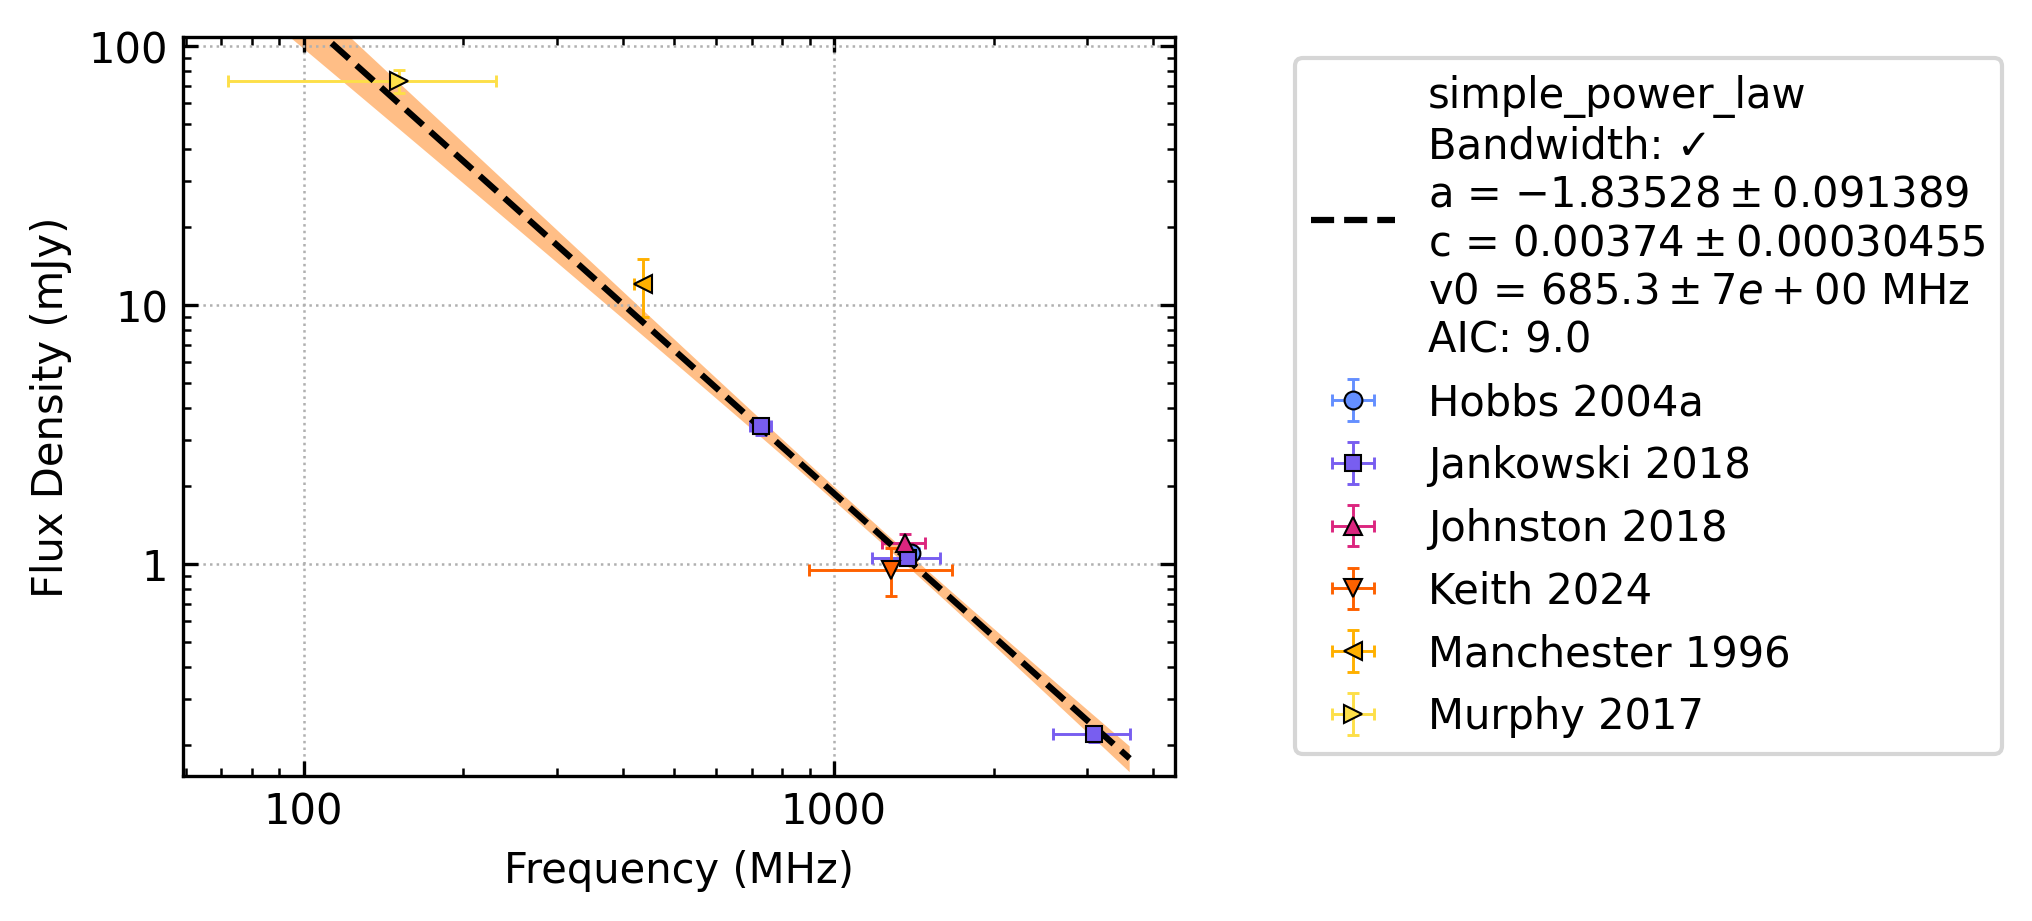 100
10
1
100
1000
Flux Density (mJy)
Frequency (MHz)
simple_power_law
Bandwidth: ✓
a = −1.83528 ± 0.091389
c = 0.00374 ± 0.00030455
v0 = 685.3 ± 7e + 00 MHz
AIC: 9.0
Hobbs 2004a
Jankowski 2018
Johnston 2018
Keith 2024
Manchester 1996
Murphy 2017